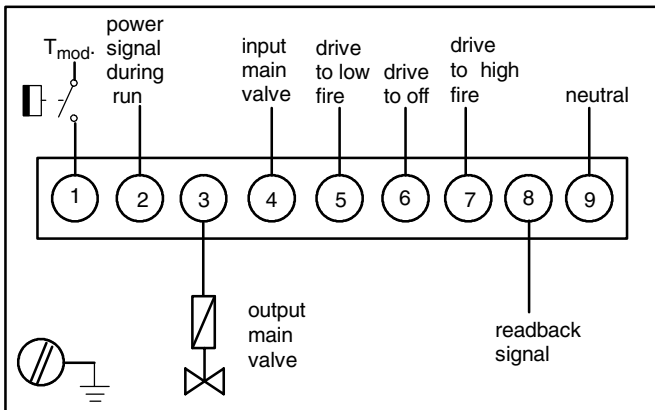 Tmod.
power
signal
during
run
input
main
valve
drive
to low
fire
drive
to off
drive
to high
fire
neutral
1 2 3 4 5 6 7 8 9
output
main
valve
readback
signal